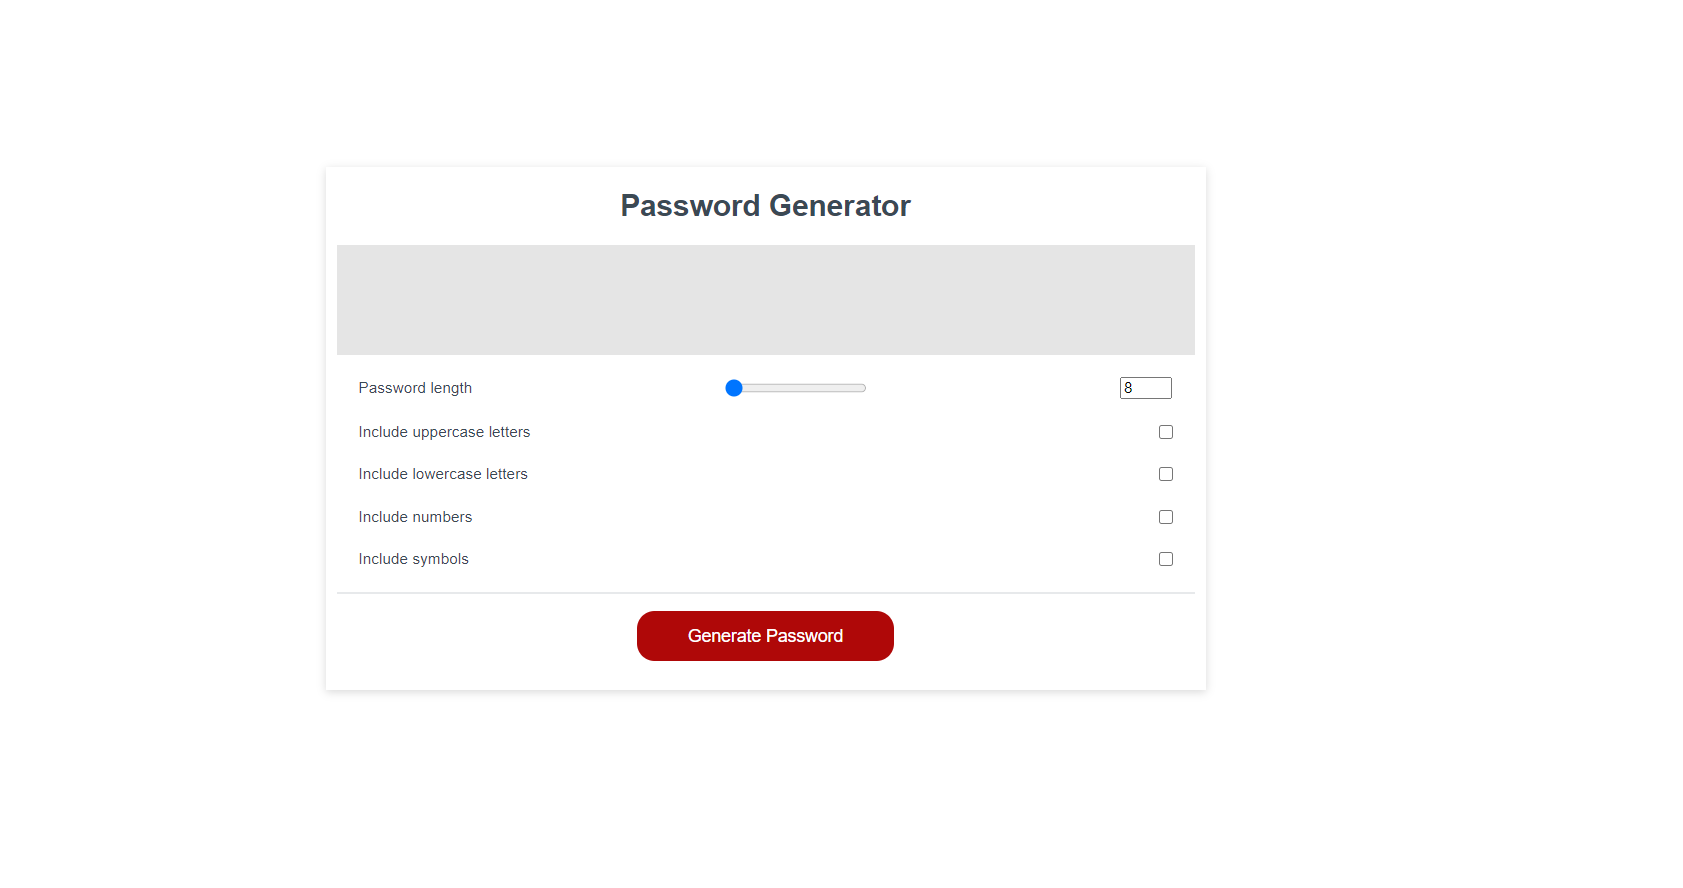 Password Generator
Password length 8
Include uppercase letters
Include lowercase letters
Include numbers
Include symbols
Generate Password